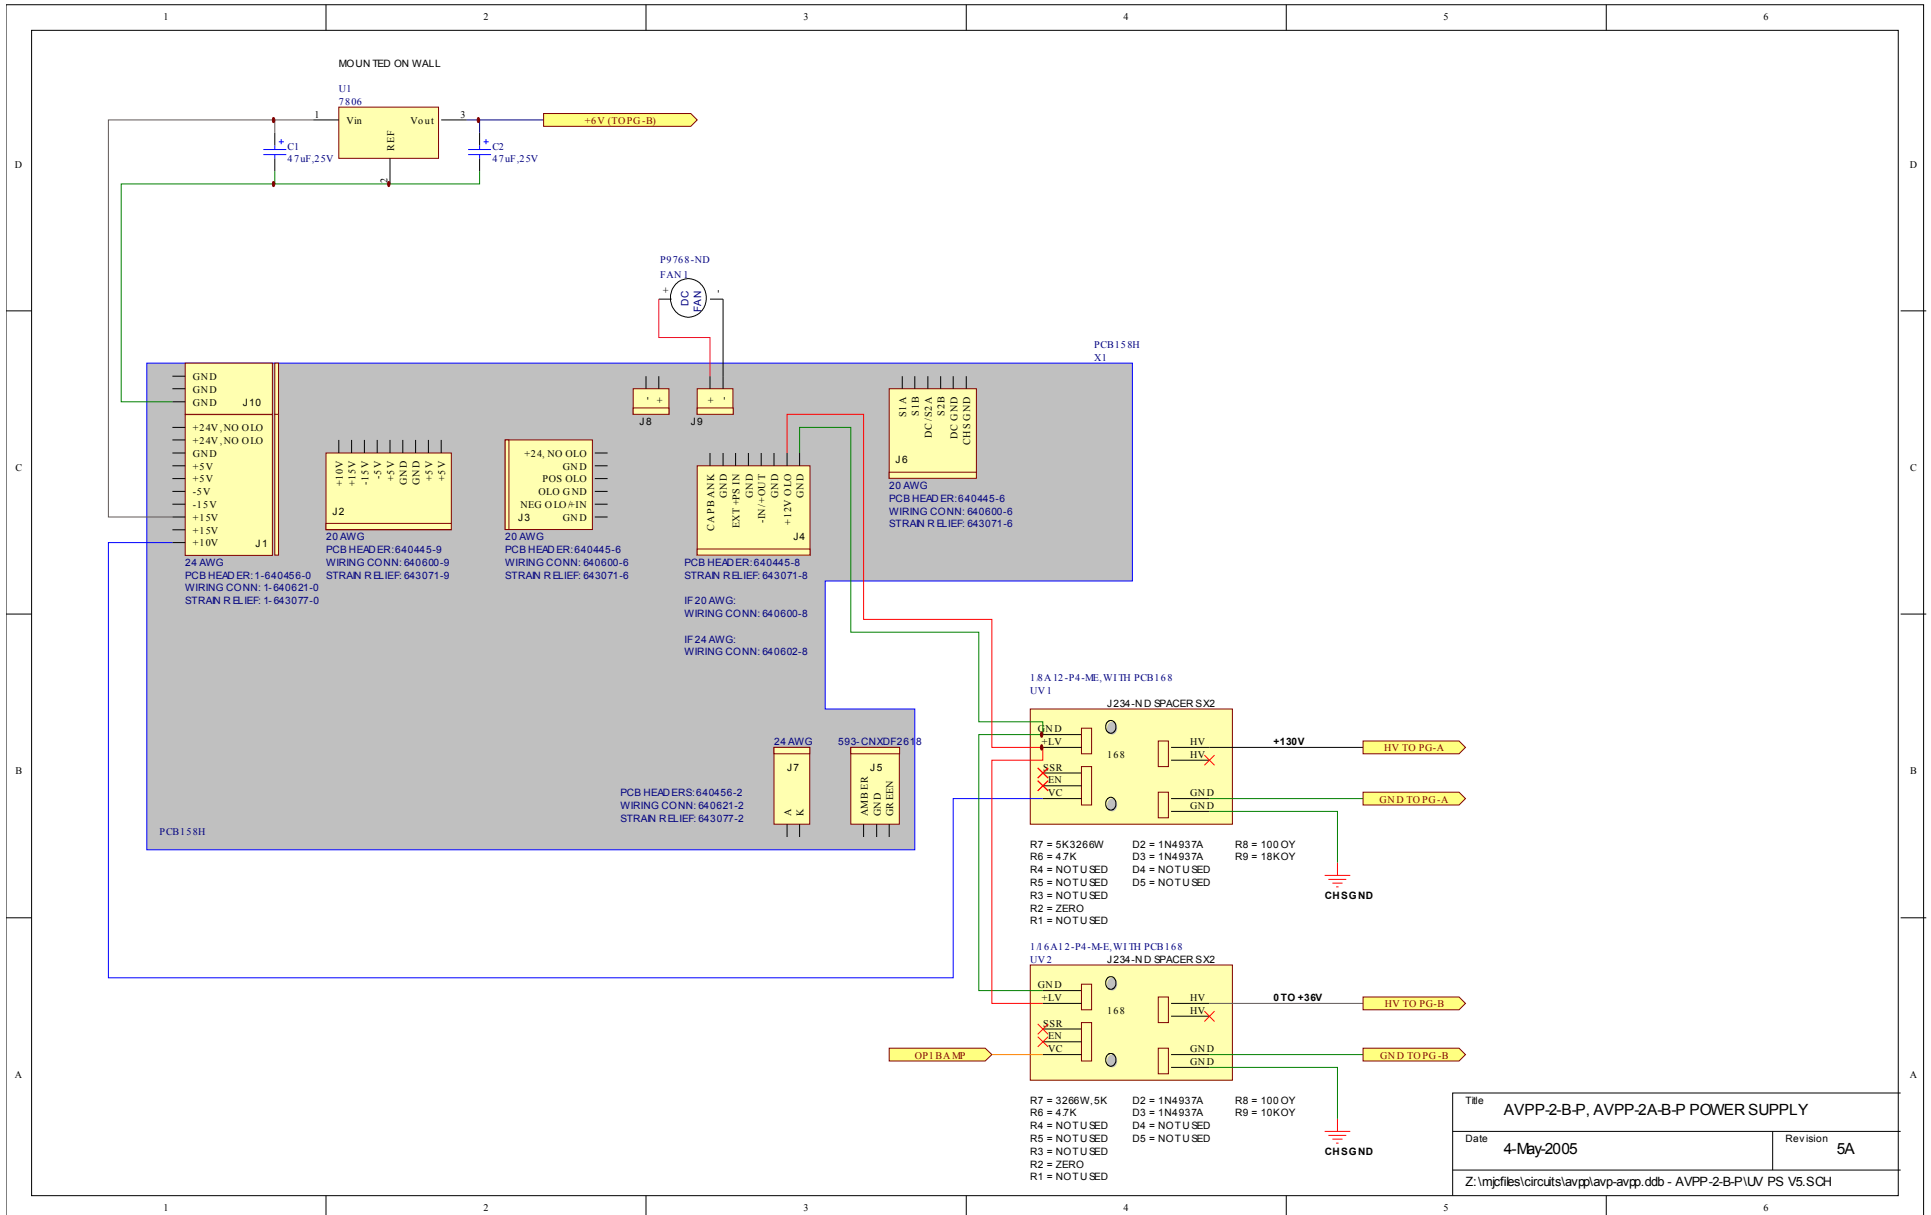 1 2 3 4 5 6
MOUNTED ON WALL
U1
7806
1 Vin Vout 3
REF
2
+6V (TO PG-B)
+ C1
47uF,25V
+ C2
47uF,25V
D D
P9768-ND
FAN1
+ DC FAN -
PCB158H
X1
GND
GND
GND J10
+24V, NO OLO
+24V, NO OLO
GND
+5V
+5V
-5V
-15V
+15V
+15V
+10V J1
24 AWG
PCB HEADER: 1-640456-0
WIRING CONN: 1-640621-0
STRAIN RELIEF: 1-643077-0
+10V
+15V
-15V
-5V
+5V
GND
GND
+5V
+5V
J2
20 AWG
PCB HEADER: 640445-9
WIRING CONN: 640600-9
STRAIN RELIEF: 643071-9
+24, NO OLO
GND
POS OLO
OLO GND
NEG OLO/+IN
J3 GND
20 AWG
PCB HEADER: 640445-6
WIRING CONN: 640600-6
STRAIN RELIEF: 643071-6
- +
J8
+ -
J9
CAPBANK
GND
EXT +PS IN
GND
-IN/+OUT
GND
+12V OLO
GND
J4
PCB HEADER: 640445-8
STRAIN RELIEF: 643071-8
IF 20 AWG:
WIRING CONN: 640600-8
IF 24 AWG:
WIRING CONN: 640602-8
S1A
S1B
DC/S2A
S2B
DC GND
CHS GND
J6
20 AWG
PCB HEADER: 640445-6
WIRING CONN: 640600-6
STRAIN RELIEF: 643071-6
C C
24 AWG
J7
A
K
593-CNXDF2618
J5
AMBER
GND
GREEN
PCB HEADERS: 640456-2
WIRING CONN: 640621-2
STRAIN RELIEF: 643077-2
PCB158H
1.8A12-P4-ME, WITH PCB168
UV1
J234-ND SPACERS X2
GND
+LV
168
SSR
EN
VC
HV
HV
GND
GND
+130V
HV TO PG-A
GND TO PG-A
CHSGND
R7 = 5K 3266W D2 = 1N4937A R8 = 100 OY
R6 = 4.7K D3 = 1N4937A R9 = 18K OY
R4 = NOT USED D4 = NOT USED
R5 = NOT USED D5 = NOT USED
R3 = NOT USED
R2 = ZERO
R1 = NOT USED
B B
1/16A12-P4-M-E, WITH PCB168
UV2
J234-ND SPACERS X2
GND
+LV
168
SSR
EN
VC
HV
HV
GND
GND
0 TO +36V
HV TO PG-B
GND TO PG-B
OP1B AMP
CHSGND
R7 = 3266W, 5K D2 = 1N4937A R8 = 100 OY
R6 = 4.7K D3 = 1N4937A R9 = 10K OY
R4 = NOT USED D4 = NOT USED
R5 = NOT USED D5 = NOT USED
R3 = NOT USED
R2 = ZERO
R1 = NOT USED
A A
Title AVPP-2-B-P, AVPP-2A-B-P POWER SUPPLY
Date 4-May-2005 Revision 5A
Z:\mjcfiles\circuits\avpp\avp-avpp.ddb - AVPP-2-B-P\UV PS V5.SCH
1 2 3 4 5 6